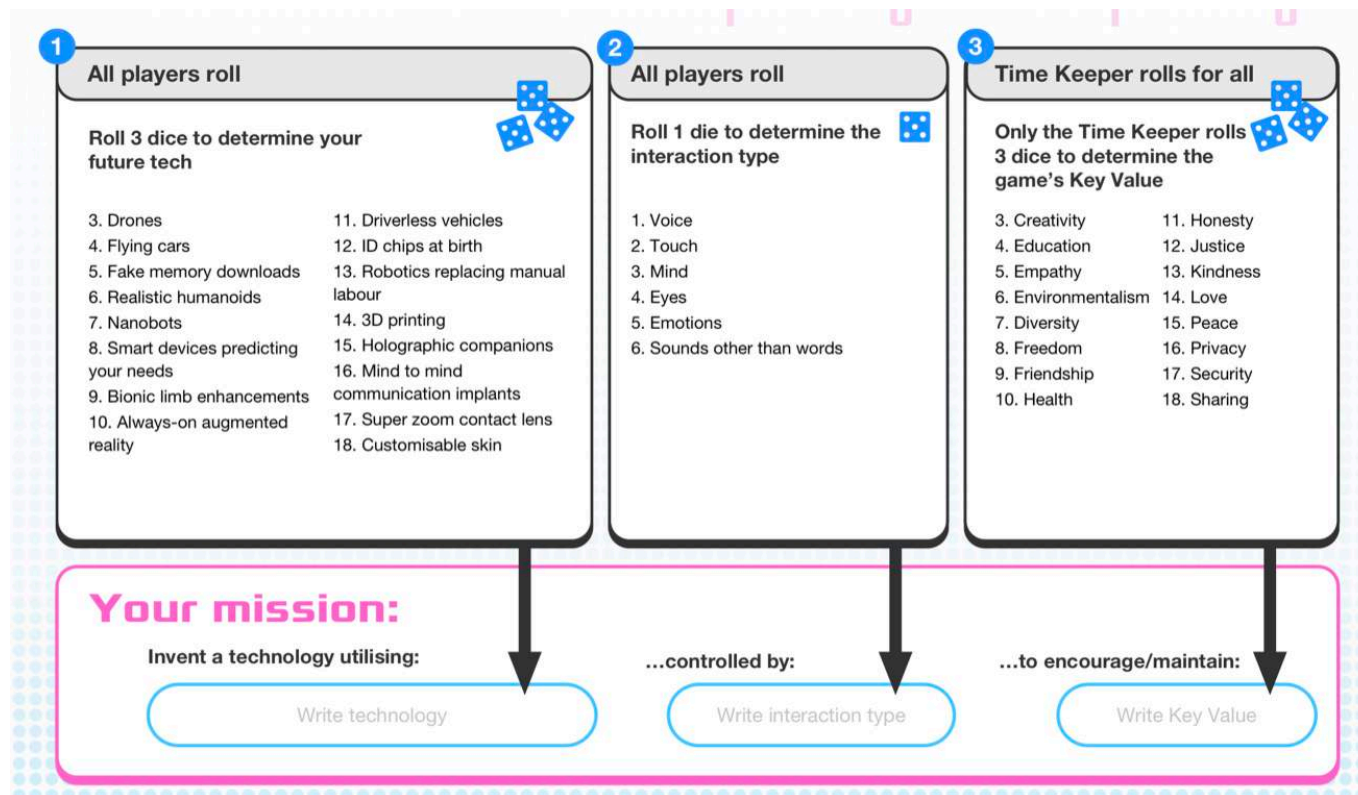 1
All players roll
Roll 3 dice to determine your
future tech
3. Drones
4. Flying cars
5. Fake memory downloads
6. Realistic humanoids
7. Nanobots
8. Smart devices predicting
your needs
9. Bionic limb enhancements
10. Always-on augmented
reality
11. Driverless vehicles
12. ID chips at birth
13. Robotics replacing manual
labour
14. 3D printing
15. Holographic companions
16. Mind to mind
communication implants
17. Super zoom contact lens
18. Customisable skin
2
All players roll
Roll 1 die to determine the
interaction type
1. Voice
2. Touch
3. Mind
4. Eyes
5. Emotions
6. Sounds other than words
3
Time Keeper rolls for all
Only the Time Keeper rolls
3 dice to determine the
game's Key Value
3. Creativity
4. Education
5. Empathy
6. Environmentalism
7. Diversity
8. Freedom
9. Friendship
10. Health
11. Honesty
12. Justice
13. Kindness
14. Love
15. Peace
16. Privacy
17. Security
18. Sharing
Your mission:
Invent a technology utilising:
Write technology
...controlled by:
Write interaction type
...to encourage/maintain:
Write Key Value